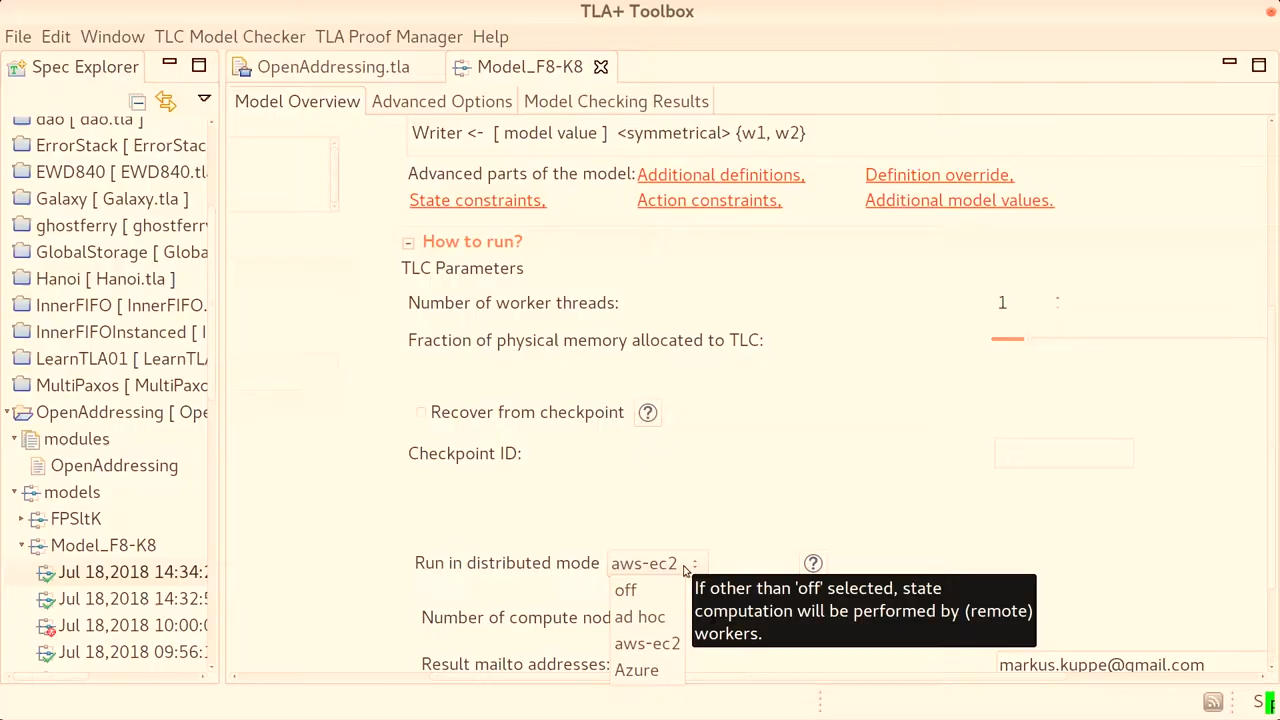 TLA+ Toolbox
File Edit Window TLC Model Checker TLA Proof Manager Help
Spec Explorer
OpenAddressing.tla
Model_F8-K8
Model Overview
Advanced Options
Model Checking Results
dao [ dao.tla ]
ErrorStack [ ErrorStac
EWD840 [ EWD840.tl
Galaxy [ Galaxy.tla ]
ghostferry [ ghostferry
GlobalStorage [ Global
Hanoi [ Hanoi.tla ]
InnerFIFO [ InnerFIFO.
InnerFIFOInstanced [ I
LearnTLA01 [ LearnTLA
MultiPaxos [ MultiPaxo
OpenAddressing [ Ope
modules
OpenAddressing
models
FPSltK
Model_F8-K8
Jul 18,2018 14:34:2
Jul 18,2018 14:32:5
Jul 18,2018 10:00:0
Jul 18,2018 09:56:1
Writer <- [ model value ] <symmetrical> {w1, w2}
Advanced parts of the model: Additional definitions, Definition override,
State constraints, Action constraints, Additional model values.
How to run?
TLC Parameters
Number of worker threads: 1
Fraction of physical memory allocated to TLC:
Recover from checkpoint ?
Checkpoint ID:
Run in distributed mode aws-ec2 ?
off
ad hoc
aws-ec2
Azure
If other than 'off' selected, state
computation will be performed by (remote)
workers.
Number of compute nod
Result mailto addresses: markus.kuppe@gmail.com
S